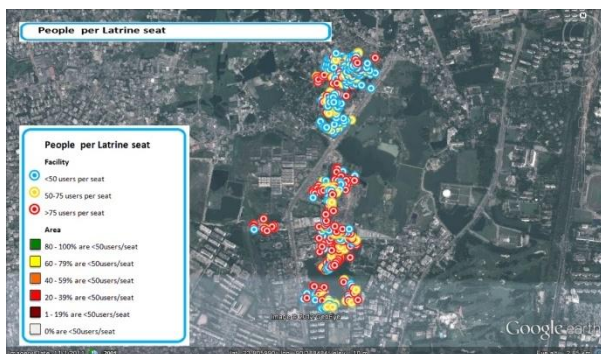 People per Latrine seat
People per Latrine seat
Facility
<50 users per seat
50-75 users per seat
>75 users per seat
Area
80 - 100% are <50users/seat
60 - 79% are <50users/seat
40 - 59% are <50users/seat
20 - 39% are <50users/seat
1 - 19% are <50users/seat
0% are <50users/seat
Google earth